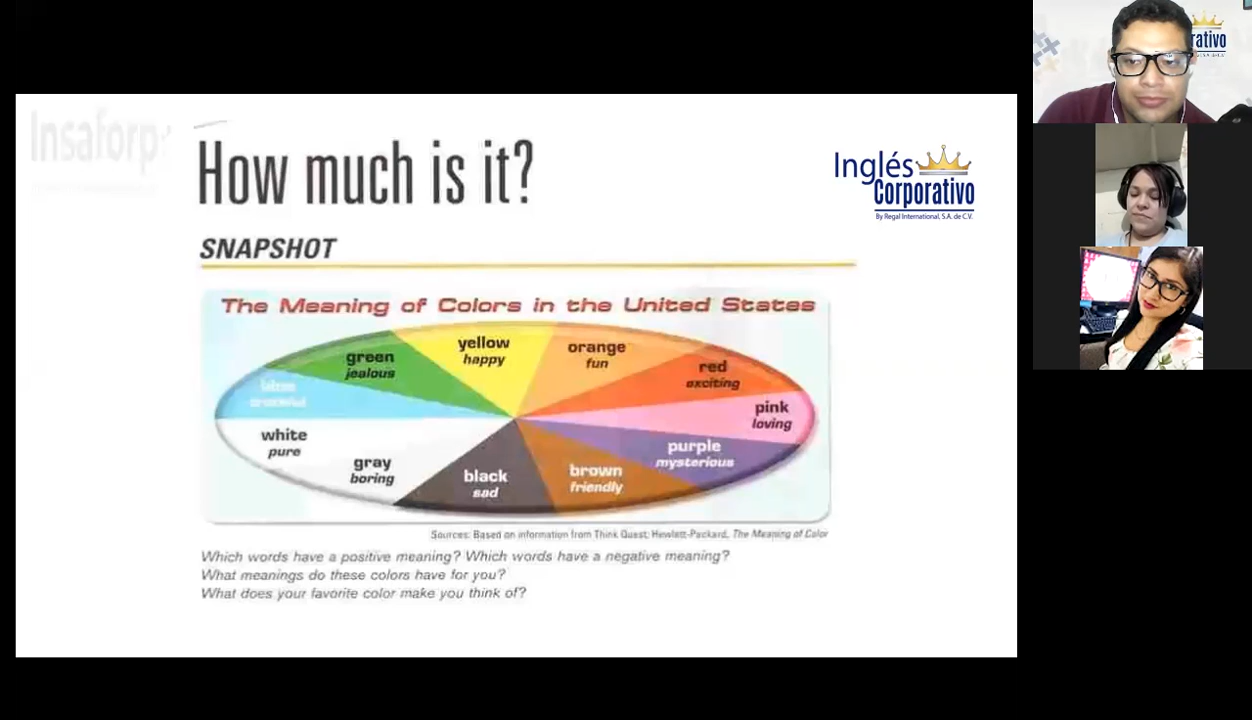 Insaforp
How much is it?
Inglés
Corporativo
By Regal International, S.A. de C.V.
SNAPSHOT
The Meaning of Colors in the United States
green
jealous
yellow
happy
orange
fun
red
exciting
pink
loving
white
pure
gray
boring
black
sad
brown
friendly
purple
mysterious
Sources: Based on information from Think Quest; Hewlett-Packard, The Meaning of Color
Which words have a positive meaning? Which words have a negative meaning?
What meanings do these colors have for you?
What does your favorite color make you think of?
rativo